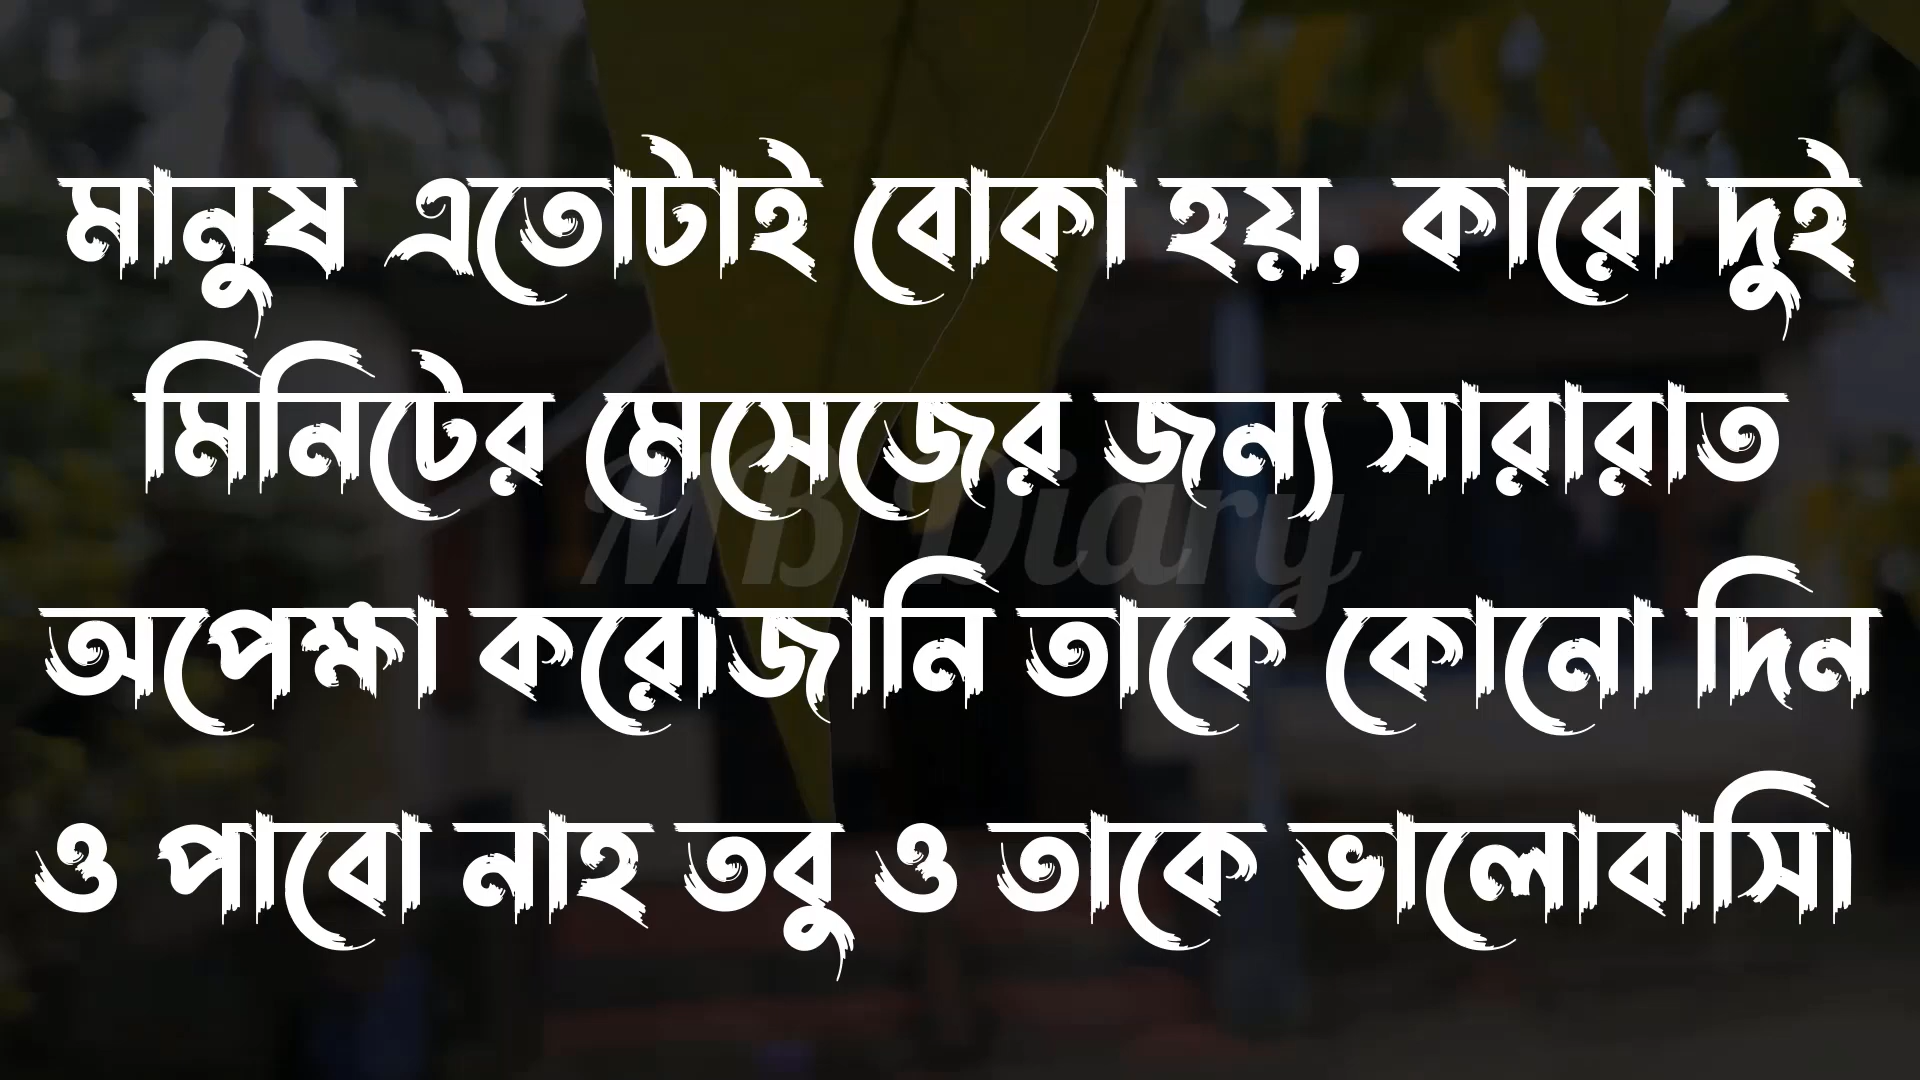 মানুষ এতোটাই বোকা হয়, কারো দুই
মিনিটের মেসেজের জন্য সারারাত
অপেক্ষা করে।জানি তাকে কোনো দিন
ও পাবো নাহ তবু ও তাকে ভালোবাসি।
MB Diary